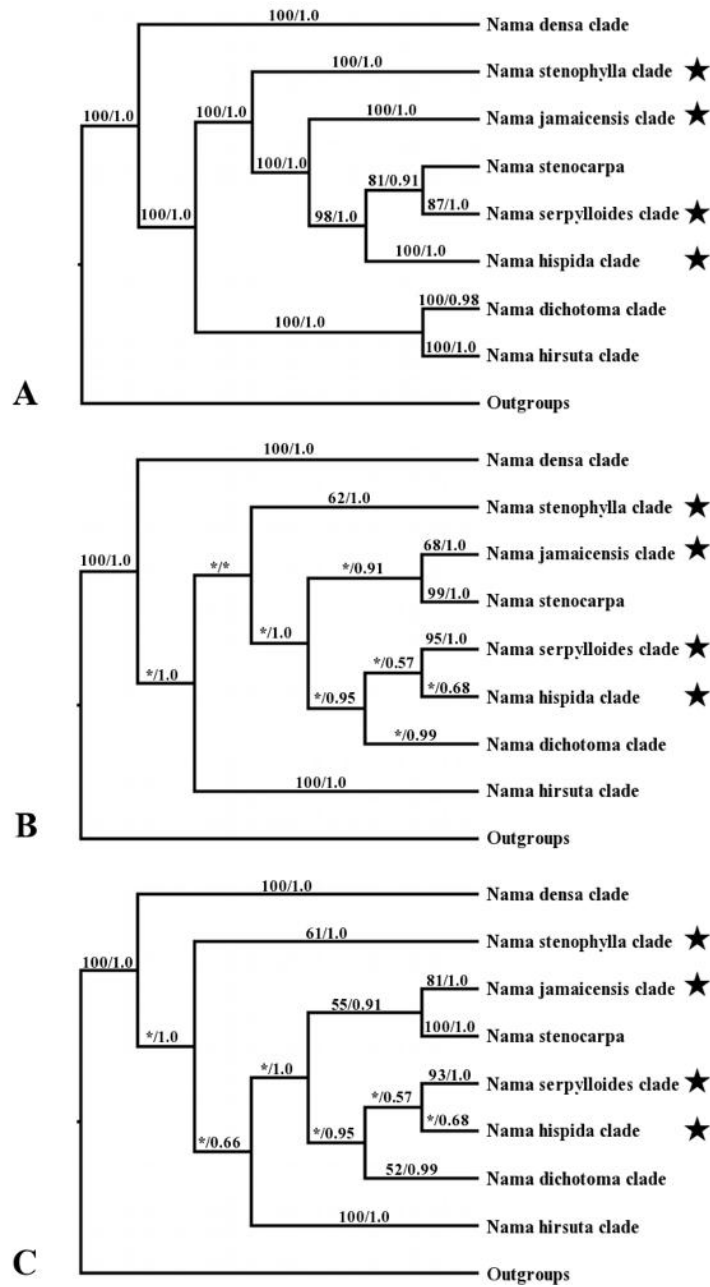 100/1.0
Nama densa clade
100/1.0
Nama stenophylla clade
100/1.0
100/1.0
100/1.0
Nama jamaicensis clade
100/1.0
81/0.91
Nama stenocarpa
100/1.0
98/1.0
87/1.0
Nama serpylloides clade
100/1.0
Nama hispida clade
100/0.98
Nama dichotoma clade
100/1.0
100/1.0
Nama hirsuta clade
A
Outgroups
100/1.0
Nama densa clade
62/1.0
Nama stenophylla clade
100/1.0
*/*
*/0.91
68/1.0
Nama jamaicensis clade
99/1.0
Nama stenocarpa
*/1.0
95/1.0
Nama serpylloides clade
*/1.0
*/0.95
*/0.57
*/0.68
Nama hispida clade
*/0.99
Nama dichotoma clade
100/1.0
Nama hirsuta clade
B
Outgroups
100/1.0
Nama densa clade
61/1.0
Nama stenophylla clade
100/1.0
81/1.0
Nama jamaicensis clade
55/0.91
100/1.0
Nama stenocarpa
*/1.0
*/1.0
93/1.0
Nama serpylloides clade
*/0.57
*/0.66
*/0.95
*/0.68
Nama hispida clade
52/0.99
Nama dichotoma clade
100/1.0
Nama hirsuta clade
C
Outgroups